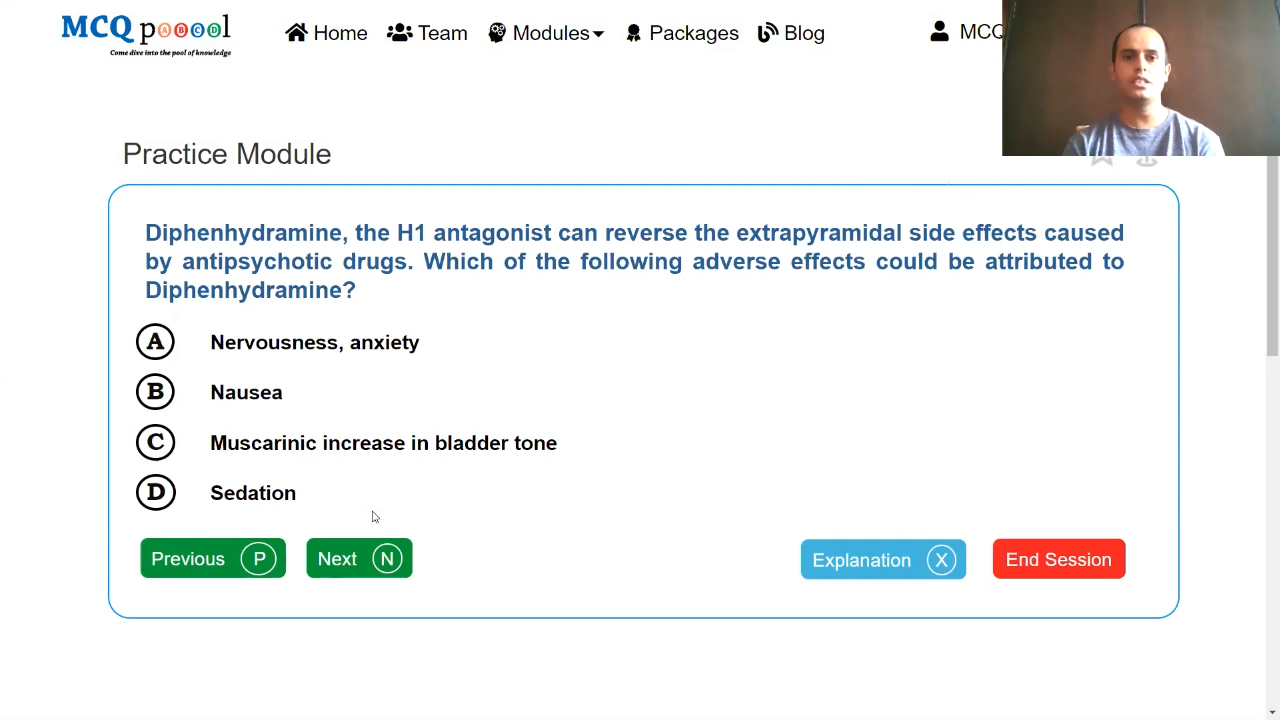 MCQ pooool
A B C D
Come dive into the pool of knowledge
Home Team Modules Packages Blog MCQ
Practice Module
Diphenhydramine, the H1 antagonist can reverse the extrapyramidal side effects caused
by antipsychotic drugs. Which of the following adverse effects could be attributed to
Diphenhydramine?
A Nervousness, anxiety
B Nausea
C Muscarinic increase in bladder tone
D Sedation
Previous P Next N Explanation X End Session